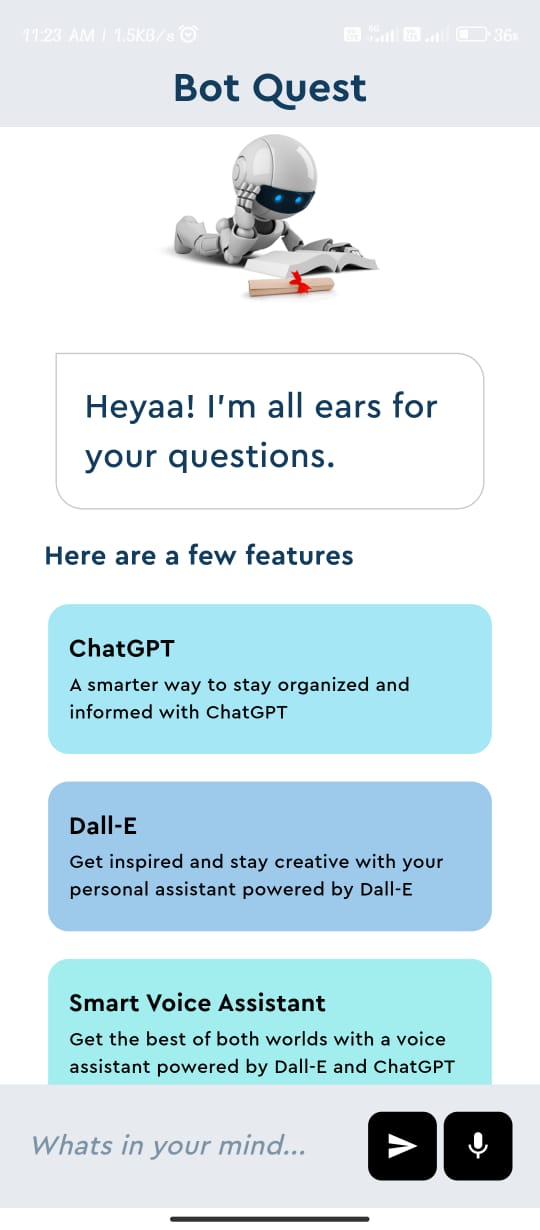 11:23 AM | 1.5KB/s
36%
Bot Quest
Heyaa! I'm all ears for
your questions.
Here are a few features
ChatGPT
A smarter way to stay organized and
informed with ChatGPT
Dall-E
Get inspired and stay creative with your
personal assistant powered by Dall-E
Smart Voice Assistant
Get the best of both worlds with a voice
assistant powered by Dall-E and ChatGPT
Whats in your mind...